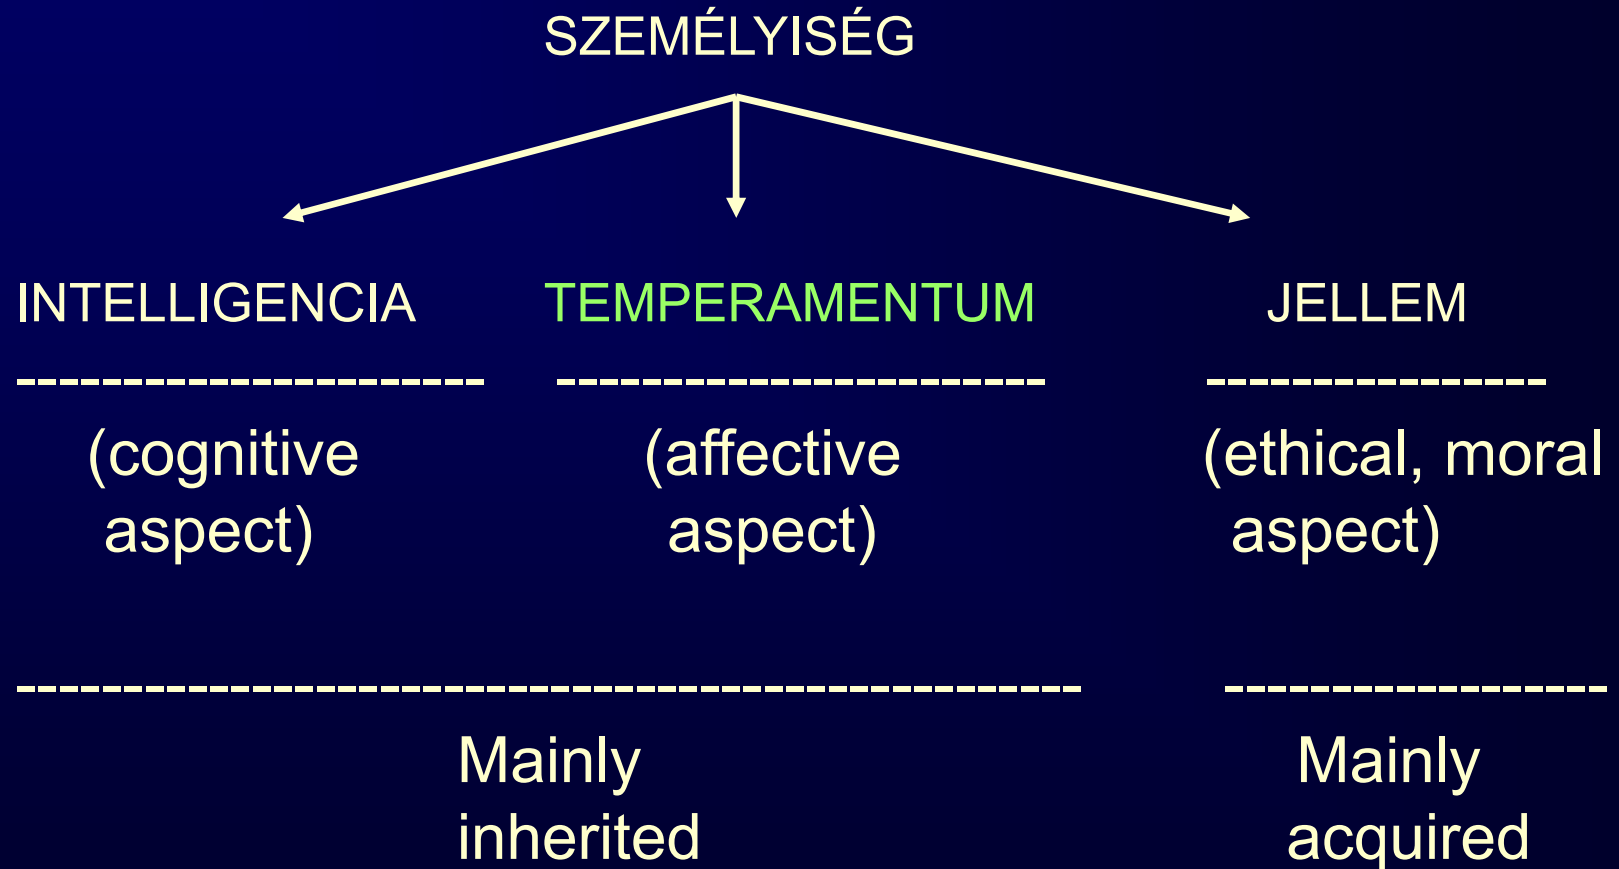 SZEMÉLYISÉG
INTELLIGENCIA TEMPERAMENTUM JELLEM
(cognitive (affective (ethical, moral
aspect) aspect) aspect)
Mainly Mainly
inherited acquired